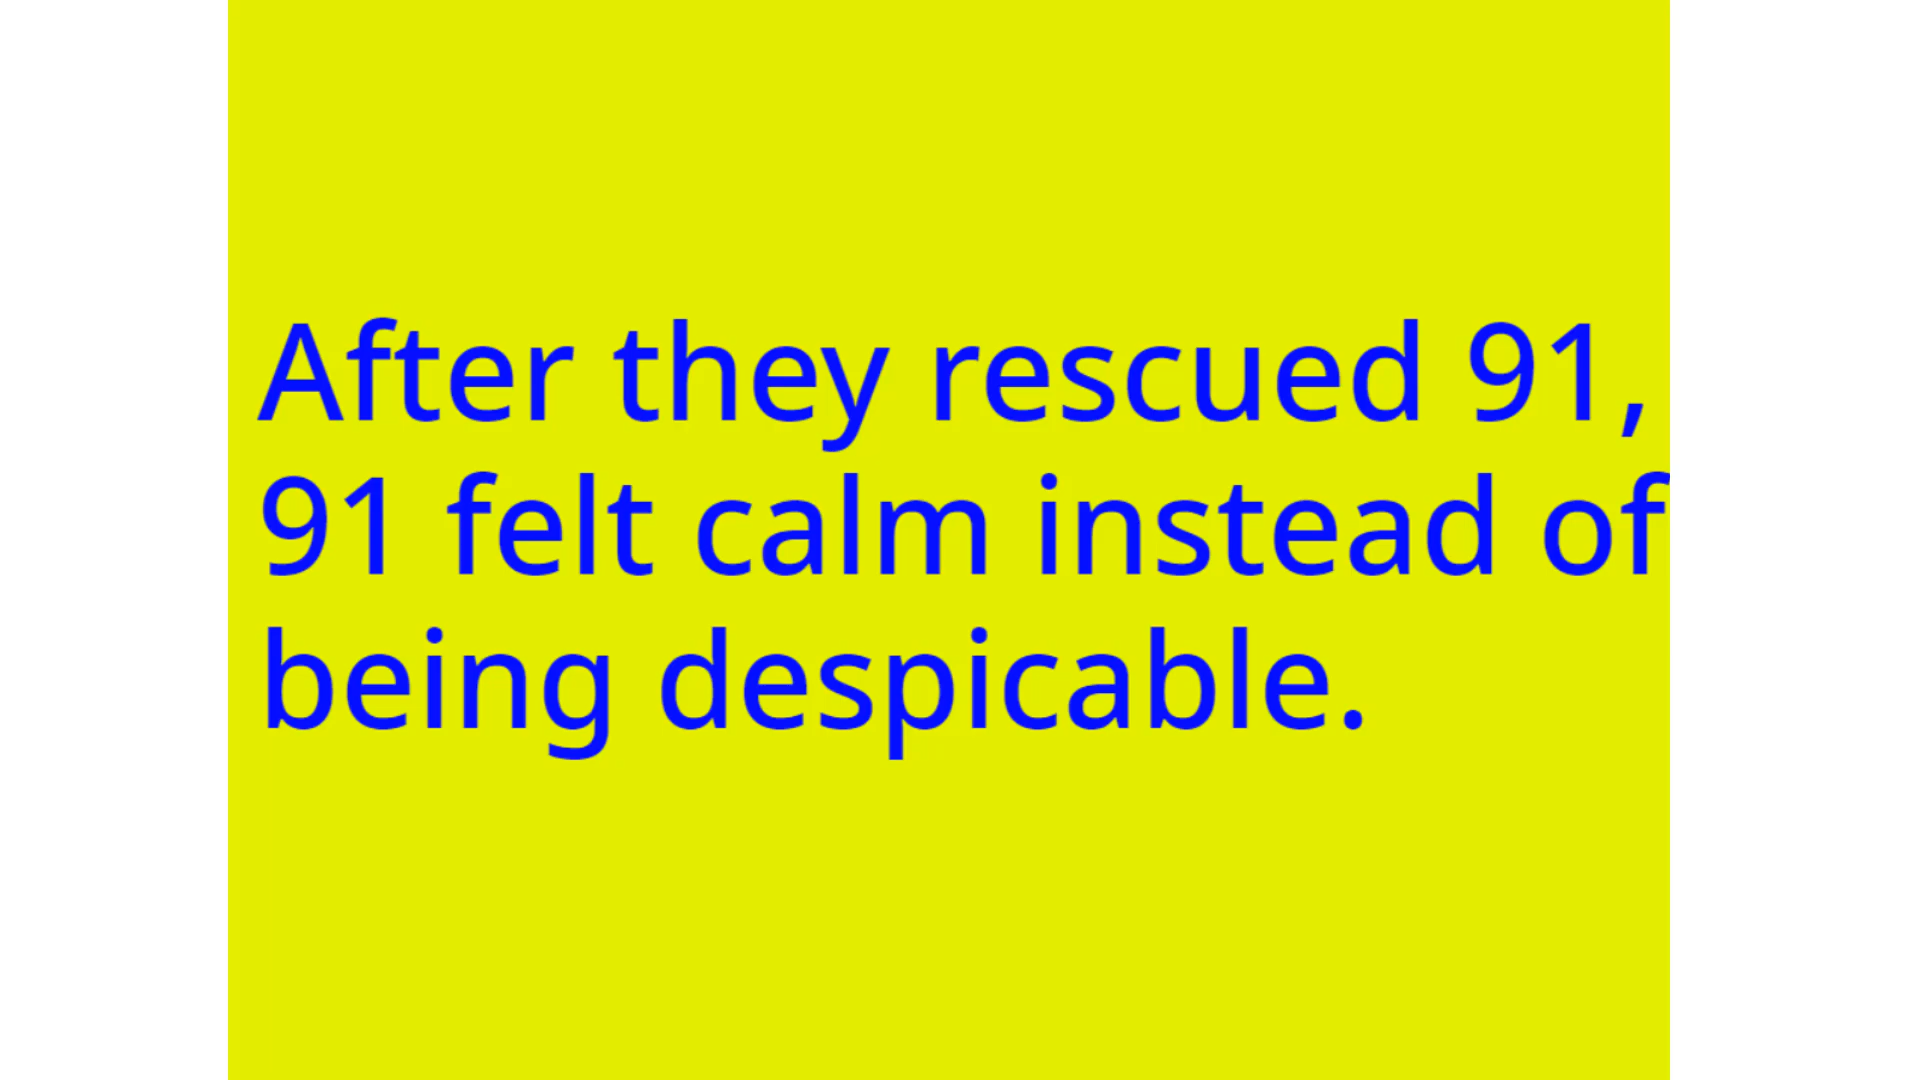 After they rescued 91,
91 felt calm instead of
being despicable.